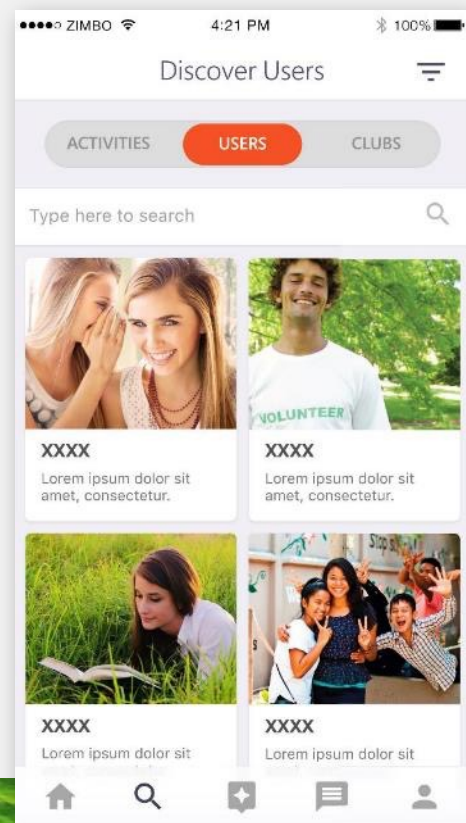 ZIMBO 4:21 PM 100%
Discover Users
ACTIVITIES USERS CLUBS
Type here to search
VOLUNTEER
XXXX XXXX
Lorem ipsum dolor sit Lorem ipsum dolor sit
amet, consectetur. amet, consectetur.
Stop
XXXX XXXX
Lorem ipsum dolor sit Lorem ipsum dolor sit